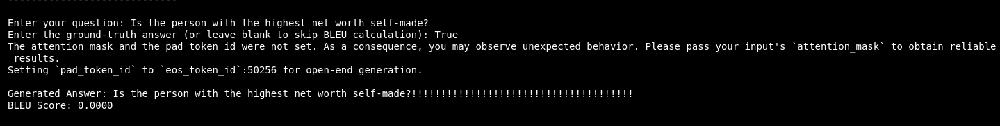 ------------------------------
Enter your question: Is the person with the highest net worth self-made?
Enter the ground-truth answer (or leave blank to skip BLEU calculation): True
The attention mask and the pad token id were not set. As a consequence, you may observe unexpected behavior. Please pass your input's `attention_mask` to obtain reliable
results.
Setting `pad_token_id` to `eos_token_id`:50256 for open-end generation.
Generated Answer: Is the person with the highest net worth self-made?!!!!!!!!!!!!!!!!!!!!!!!!!!!!!!!!!!!!!!
BLEU Score: 0.0000